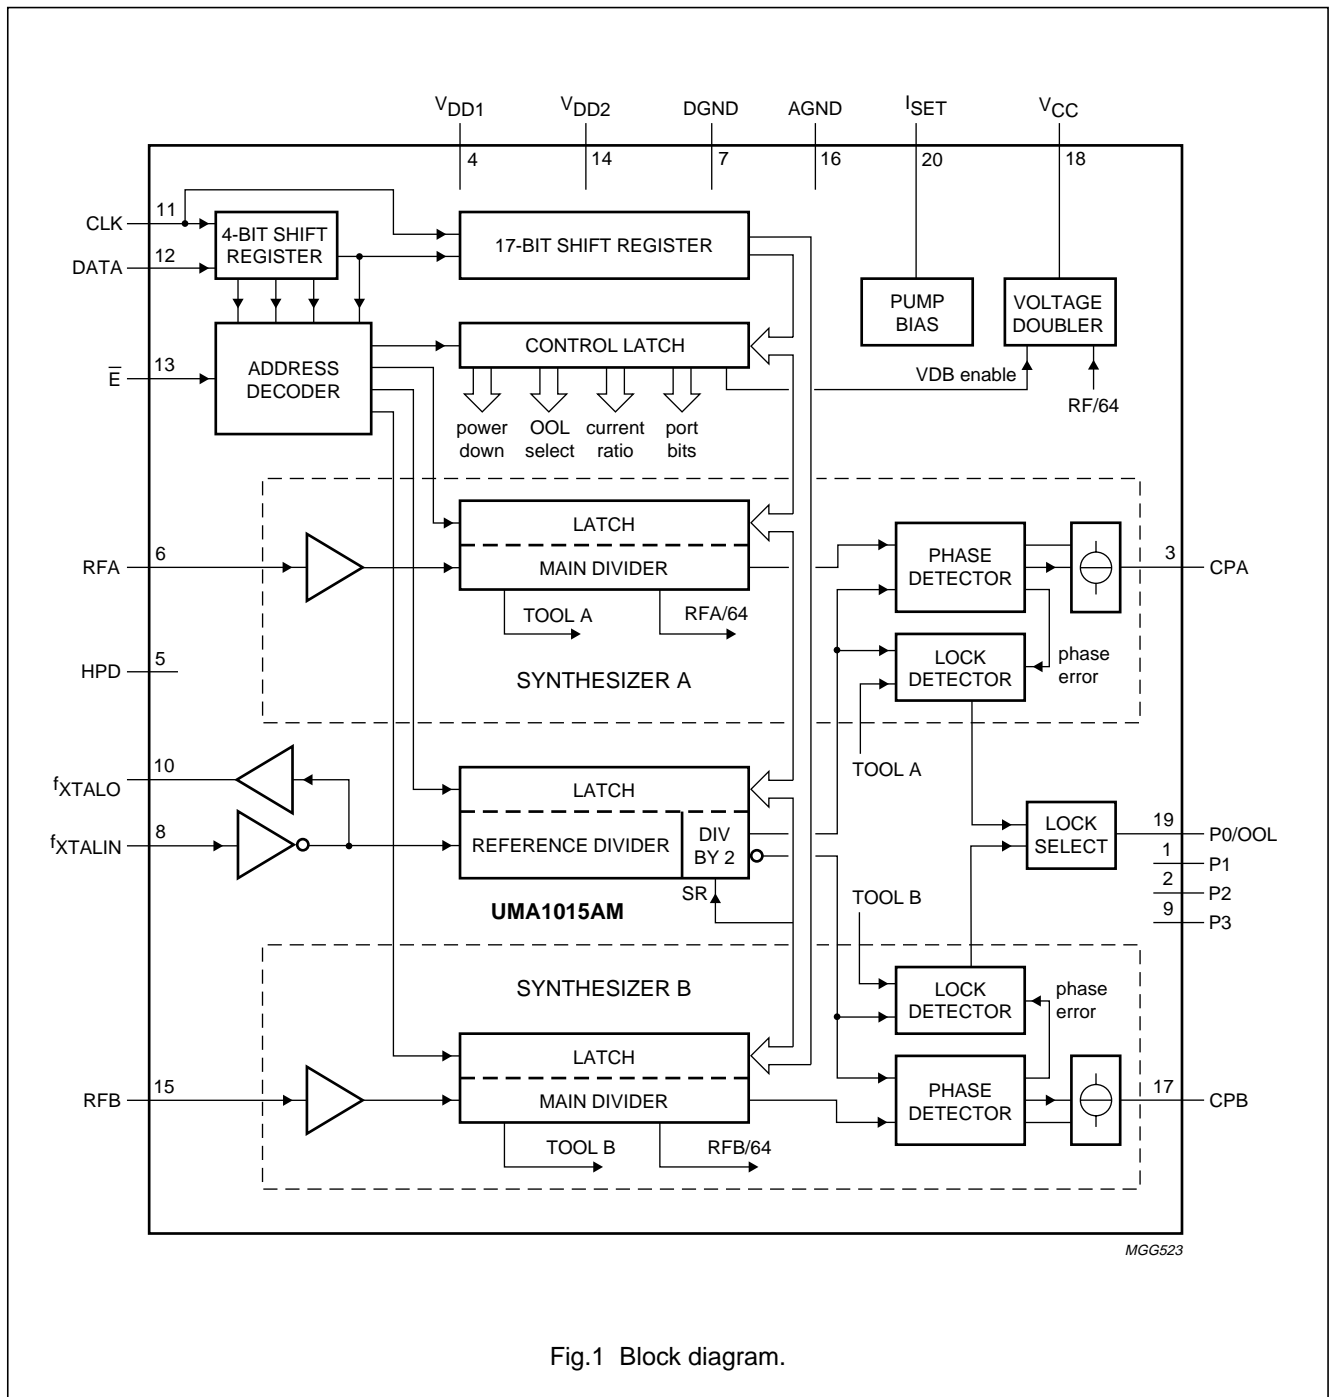 VDD1
VDD2
DGND
AGND
ISET
VCC
4
14
7
16
20
18
CLK
11
DATA
12
4-BIT SHIFT
REGISTER
17-BIT SHIFT REGISTER
PUMP
BIAS
VOLTAGE
DOUBLER
E
13
ADDRESS
DECODER
CONTROL LATCH
VDB enable
RF/64
power
down
OOL
select
current
ratio
port
bits
LATCH
MAIN DIVIDER
RFA
6
PHASE
DETECTOR
3
CPA
TOOL A
RFA/64
LOCK
DETECTOR
phase
error
HPD
5
SYNTHESIZER A
TOOL A
fXTALO
10
fXTALIN
8
LATCH
REFERENCE DIVIDER
DIV
BY 2
SR
UMA1015AM
LOCK
SELECT
19
P0/OOL
1
P1
2
P2
9
P3
TOOL B
SYNTHESIZER B
LOCK
DETECTOR
phase
error
LATCH
MAIN DIVIDER
RFB
15
PHASE
DETECTOR
17
CPB
TOOL B
RFB/64
MGG523
Fig.1 Block diagram.